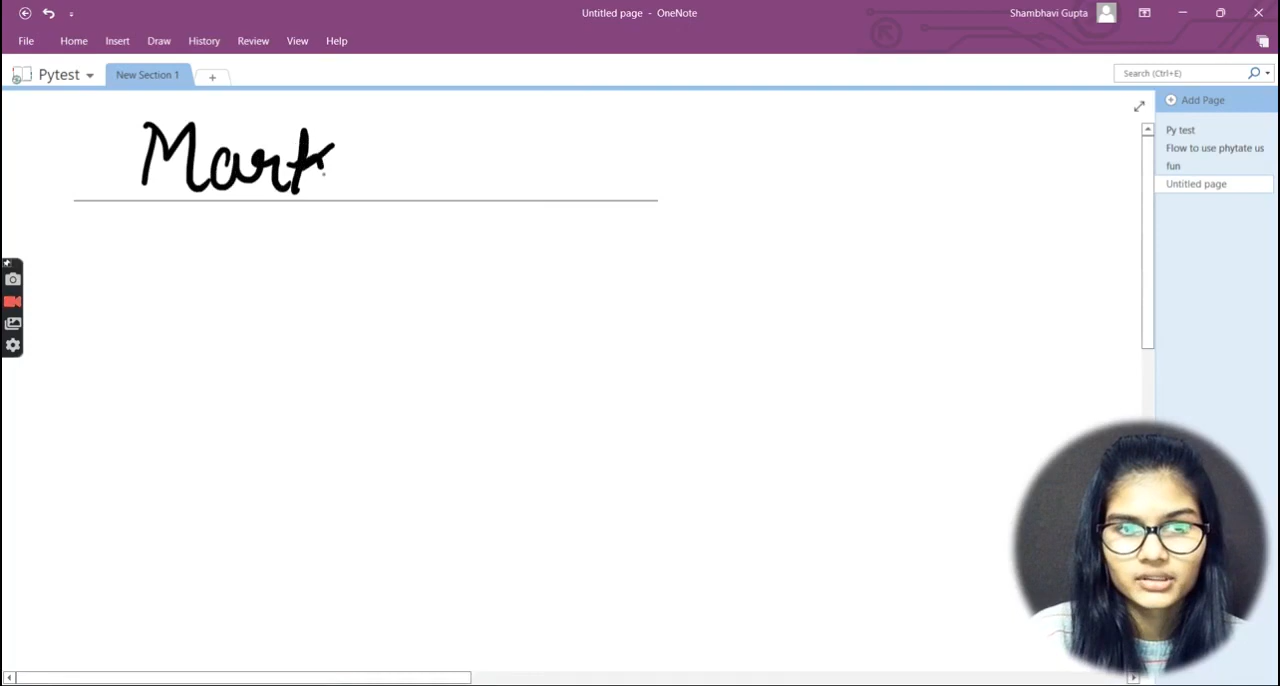 Untitled page - OneNote
Shambhavi Gupta
File Home Insert Draw History Review View Help
Pytest
New Section 1
+
Search (Ctrl+E)
Add Page
Py test
Flow to use phytate us
fun
Untitled page
Mark